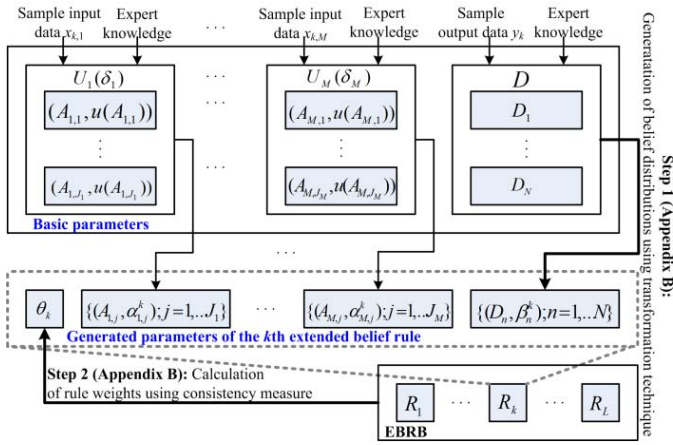 Sample input data x_{k,1}
Expert knowledge
. . .
Sample input data x_{k,M}
Expert knowledge
Sample output data y_k
Expert knowledge
U_1(δ_1)
(A_{1,1}, u(A_{1,1}))
⋮
(A_{1,J_1}, u(A_{1,J_1}))
. . .
. . .
. . .
U_M(δ_M)
(A_{M,1}, u(A_{M,1}))
⋮
(A_{M,J_M}, u(A_{M,J_M}))
D
D_1
⋮
D_N
Basic parameters
Step 1 (Appendix B):
Generatation of belief distributions using transformation technique
. . .
θ_k
{(A_{1,j}, α^k_{1,j}); j=1,..J_1}
. . .
{(A_{M,j}, α^k_{M,j}); j=1,..J_M}
{(D_n, β^k_n); n=1,..N}
Generated parameters of the kth extended belief rule
Step 2 (Appendix B): Calculation
of rule weights using consistency measure
R_1 . . . R_k . . . R_L
EBRB